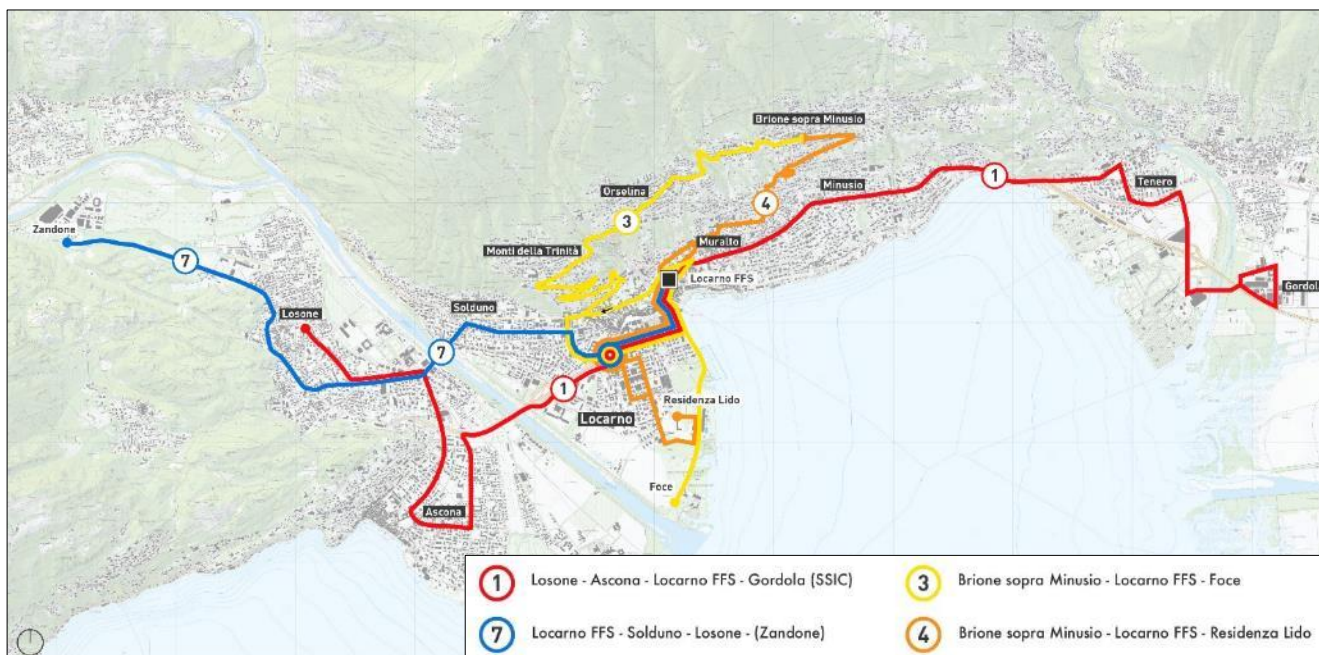 Brione sopra Minusio
Orselina
Minusio
1
Tenero
3
4
Zandone
Monti della Trinità
Muralto
7
Locarno FFS
Gordola
Losone
Solduno
7
1
Residenza Lido
Locarno
Foce
Ascona
1 Losone - Ascona - Locarno FFS - Gordola (SSIC)
3 Brione sopra Minusio - Locarno FFS - Foce
7 Locarno FFS - Solduno - Losone - (Zandone)
4 Brione sopra Minusio - Locarno FFS - Residenza Lido